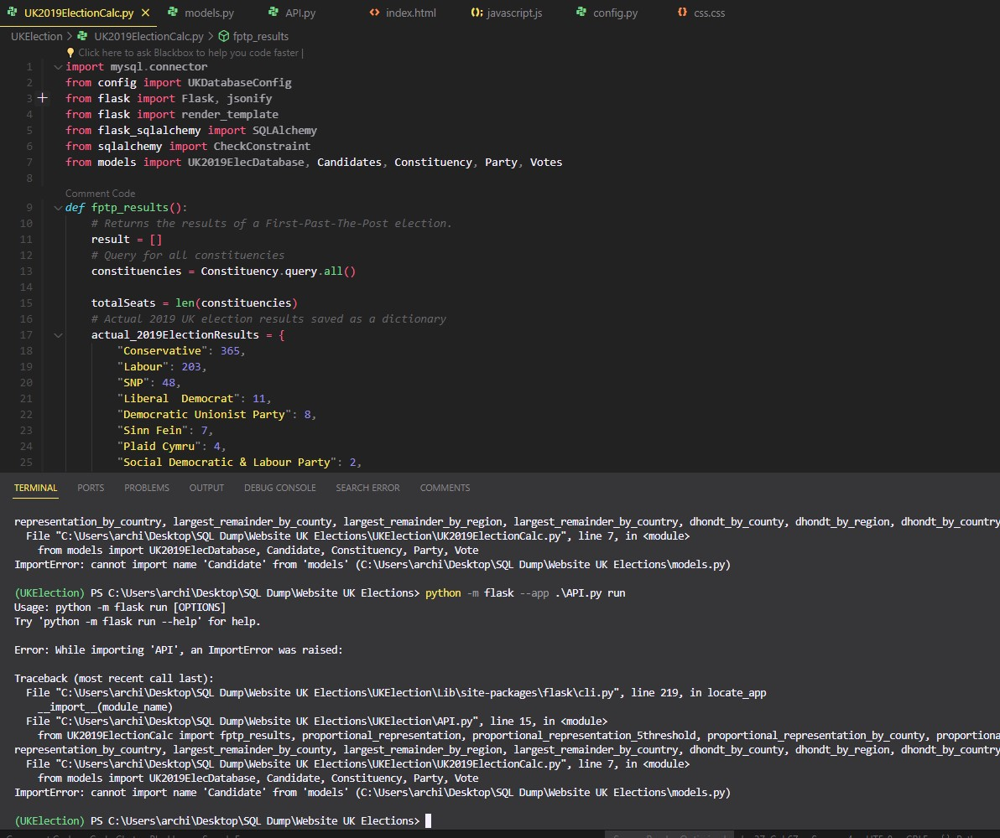 UK2019ElectionCalc.py
models.py
API.py
index.html
javascript.js
config.py
css.css
UKElection > UK2019ElectionCalc.py > fptp_results
Click here to ask Blackbox to help you code faster |
1 import mysql.connector
2 from config import UKDatabaseConfig
3 from flask import Flask, jsonify
4 from flask import render_template
5 from flask_sqlalchemy import SQLAlchemy
6 from sqlalchemy import CheckConstraint
7 from models import UK2019ElecDatabase, Candidates, Constituency, Party, Votes
8
Comment Code
9 def fptp_results():
10 # Returns the results of a First-Past-The-Post election.
11 result = []
12 # Query for all constituencies
13 constituencies = Constituency.query.all()
14
15 totalSeats = len(constituencies)
16 # Actual 2019 UK election results saved as a dictionary
17 actual_2019ElectionResults = {
18 "Conservative": 365,
19 "Labour": 203,
20 "SNP": 48,
21 "Liberal  Democrat": 11,
22 "Democratic Unionist Party": 8,
23 "Sinn Fein": 7,
24 "Plaid Cymru": 4,
25 "Social Democratic & Labour Party": 2,
TERMINAL PORTS PROBLEMS OUTPUT DEBUG CONSOLE SEARCH ERROR COMMENTS
representation_by_country, largest_remainder_by_county, largest_remainder_by_region, largest_remainder_by_country, dhondt_by_county, dhondt_by_region, dhondt_by_country
File "C:\Users\archi\Desktop\SQL Dump\Website UK Elections\UKElection\UK2019ElectionCalc.py", line 7, in <module>
from models import UK2019ElecDatabase, Candidate, Constituency, Party, Vote
ImportError: cannot import name 'Candidate' from 'models' (C:\Users\archi\Desktop\SQL Dump\Website UK Elections\models.py)
(UKElection) PS C:\Users\archi\Desktop\SQL Dump\Website UK Elections> python -m flask --app .\API.py run
Usage: python -m flask run [OPTIONS]
Try 'python -m flask run --help' for help.
Error: While importing 'API', an ImportError was raised:
Traceback (most recent call last):
File "C:\Users\archi\Desktop\SQL Dump\Website UK Elections\UKElection\Lib\site-packages\flask\cli.py", line 219, in locate_app
__import__(module_name)
File "C:\Users\archi\Desktop\SQL Dump\Website UK Elections\UKElection\API.py", line 15, in <module>
from UK2019ElectionCalc import fptp_results, proportional_representation, proportional_representation_5threshold, proportional_representation_by_county, proportiona
representation_by_country, largest_remainder_by_county, largest_remainder_by_region, largest_remainder_by_country, dhondt_by_county, dhondt_by_region, dhondt_by_country
File "C:\Users\archi\Desktop\SQL Dump\Website UK Elections\UKElection\UK2019ElectionCalc.py", line 7, in <module>
from models import UK2019ElecDatabase, Candidate, Constituency, Party, Vote
ImportError: cannot import name 'Candidate' from 'models' (C:\Users\archi\Desktop\SQL Dump\Website UK Elections\models.py)
(UKElection) PS C:\Users\archi\Desktop\SQL Dump\Website UK Elections>